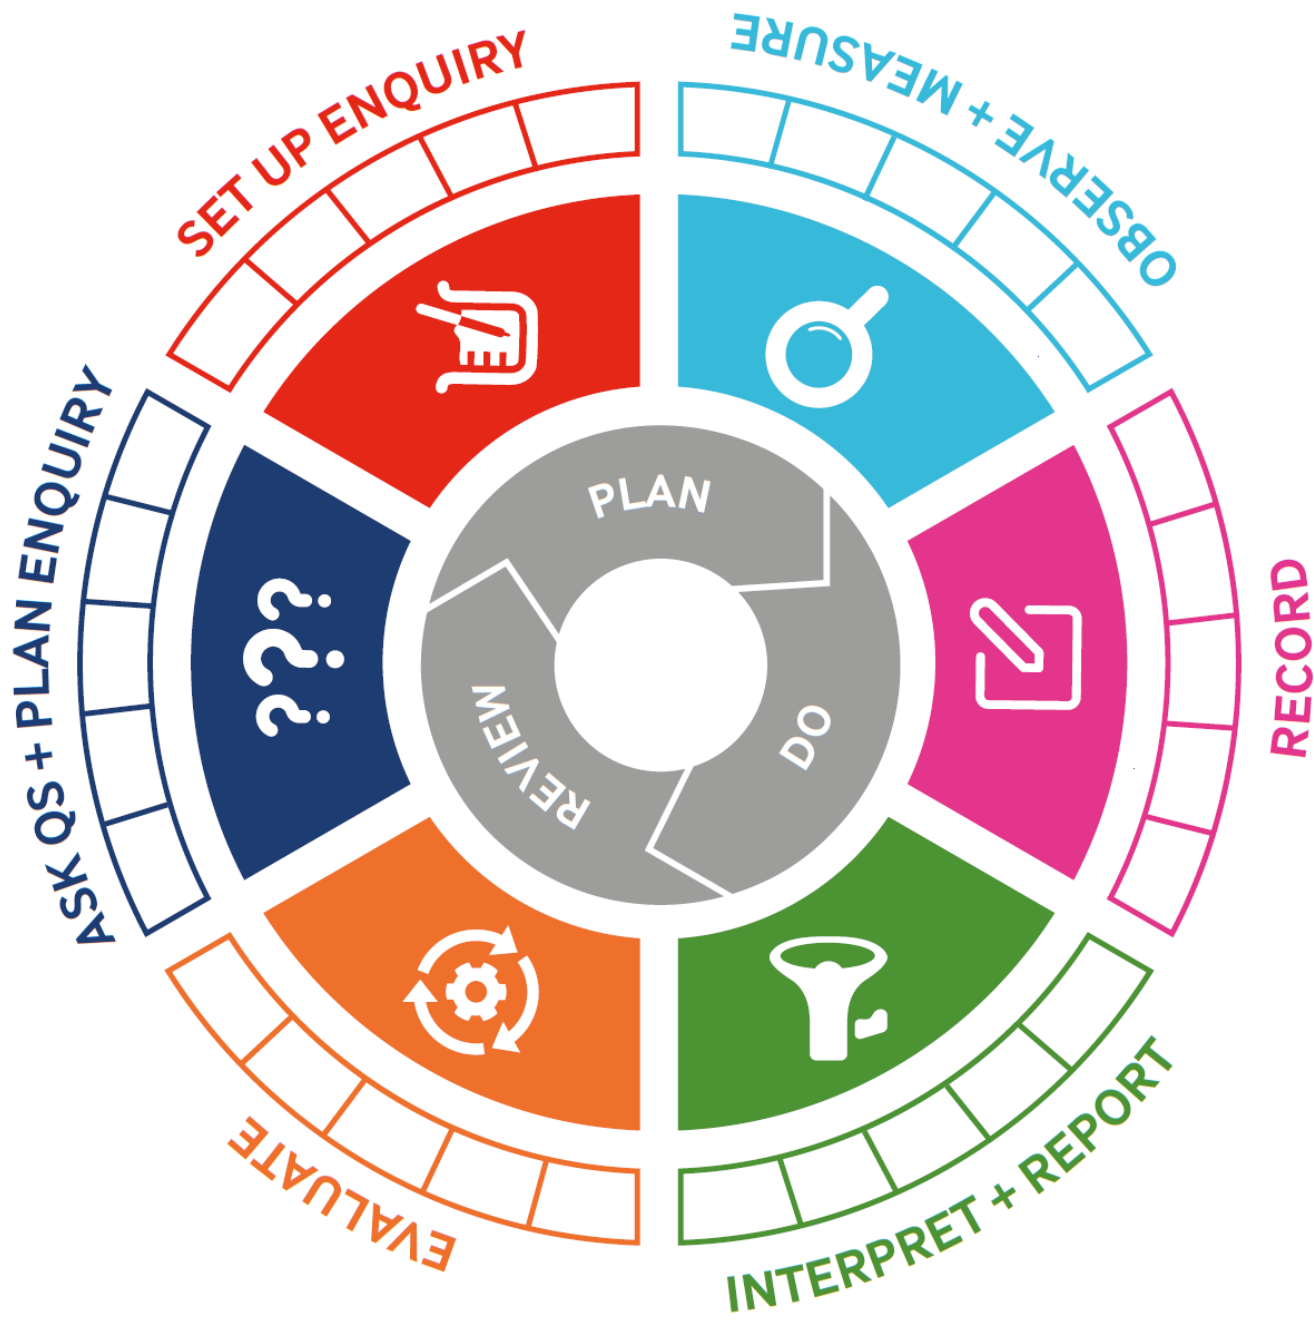 SET UP ENQUIRY
OBSERVE + MEASURE
RECORD
INTERPRET + REPORT
EVALUATE
ASK QS + PLAN ENQUIRY
PLAN
DO
REVIEW
¿
¿
¿